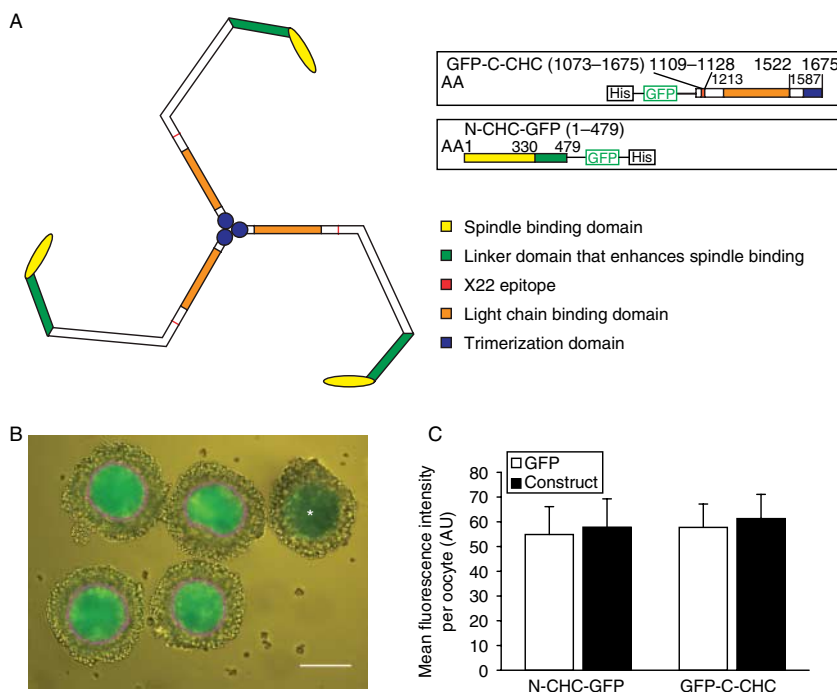 A
GFP-C-CHC (1073–1675) 1109–1128 1522 1675
AA 1213 1587
His GFP
N-CHC-GFP (1–479)
AA1 330 479
GFP His
Spindle binding domain
Linker domain that enhances spindle binding
X22 epitope
Light chain binding domain
Trimerization domain
B
*
C
GFP
Construct
Mean fluorescence intensity
per oocyte (AU)
80
70
60
50
40
30
20
10
0
N-CHC-GFP GFP-C-CHC